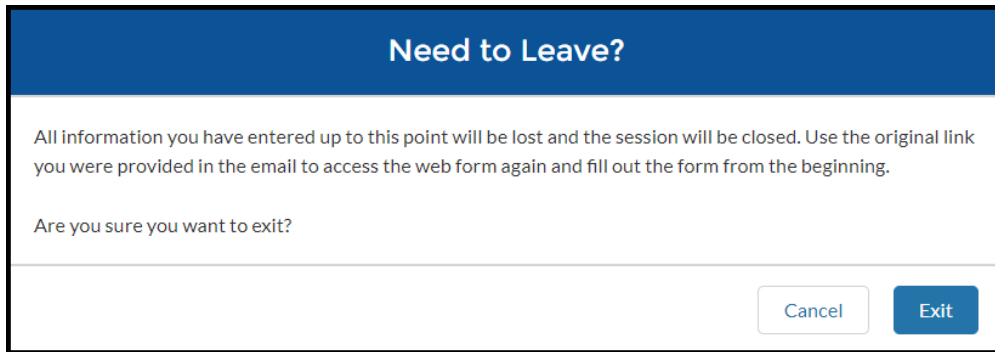 Need to Leave?
All information you have entered up to this point will be lost and the session will be closed. Use the original link
you were provided in the email to access the web form again and fill out the form from the beginning.
Are you sure you want to exit?
Cancel
Exit